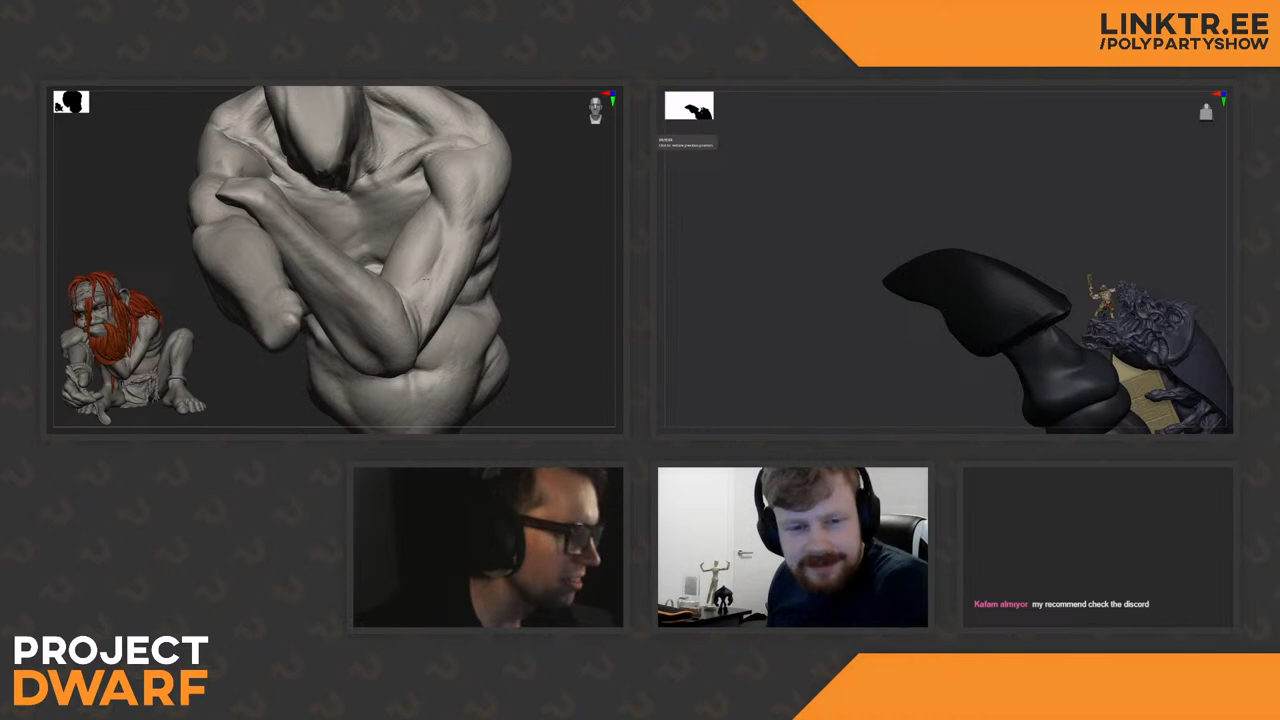 LINKTR.EE
/POLYPARTYSHOW
Kafam almıyor my recommend check the discord
PROJECT
DWARF